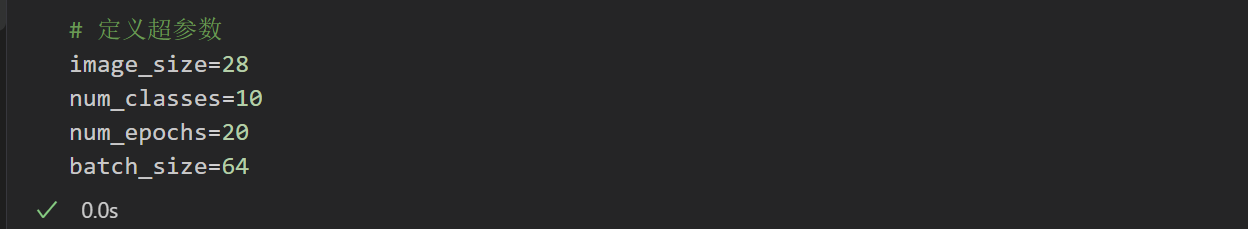 # 定义超参数
image_size=28
num_classes=10
num_epochs=20
batch_size=64
0.0s